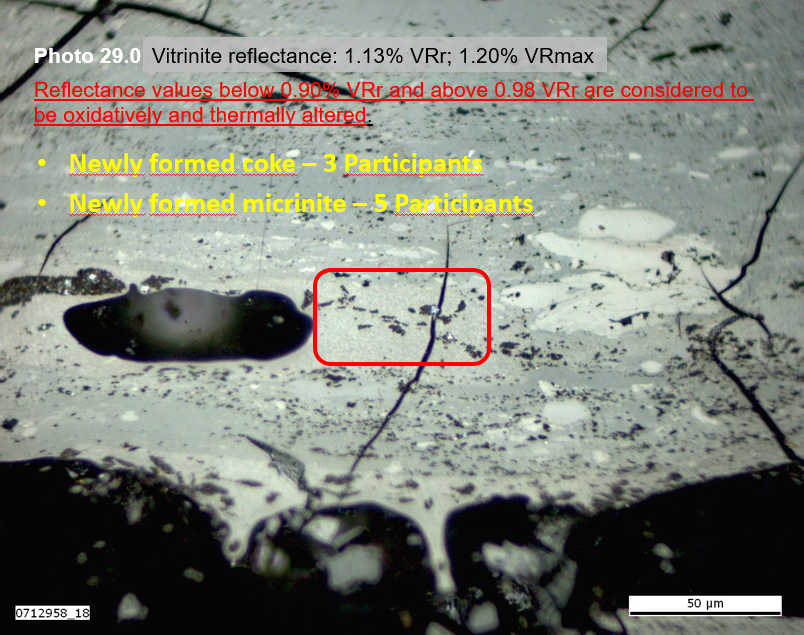 Photo 29.0 Vitrinite reflectance: 1.13% VRr; 1.20% VRmax
Reflectance values below 0.90% VRr and above 0.98 VRr are considered to
be oxidatively and thermally altered.
• Newly formed coke – 3 Participants
• Newly formed micrinite – 5 Participants
50 µm
0712958_18